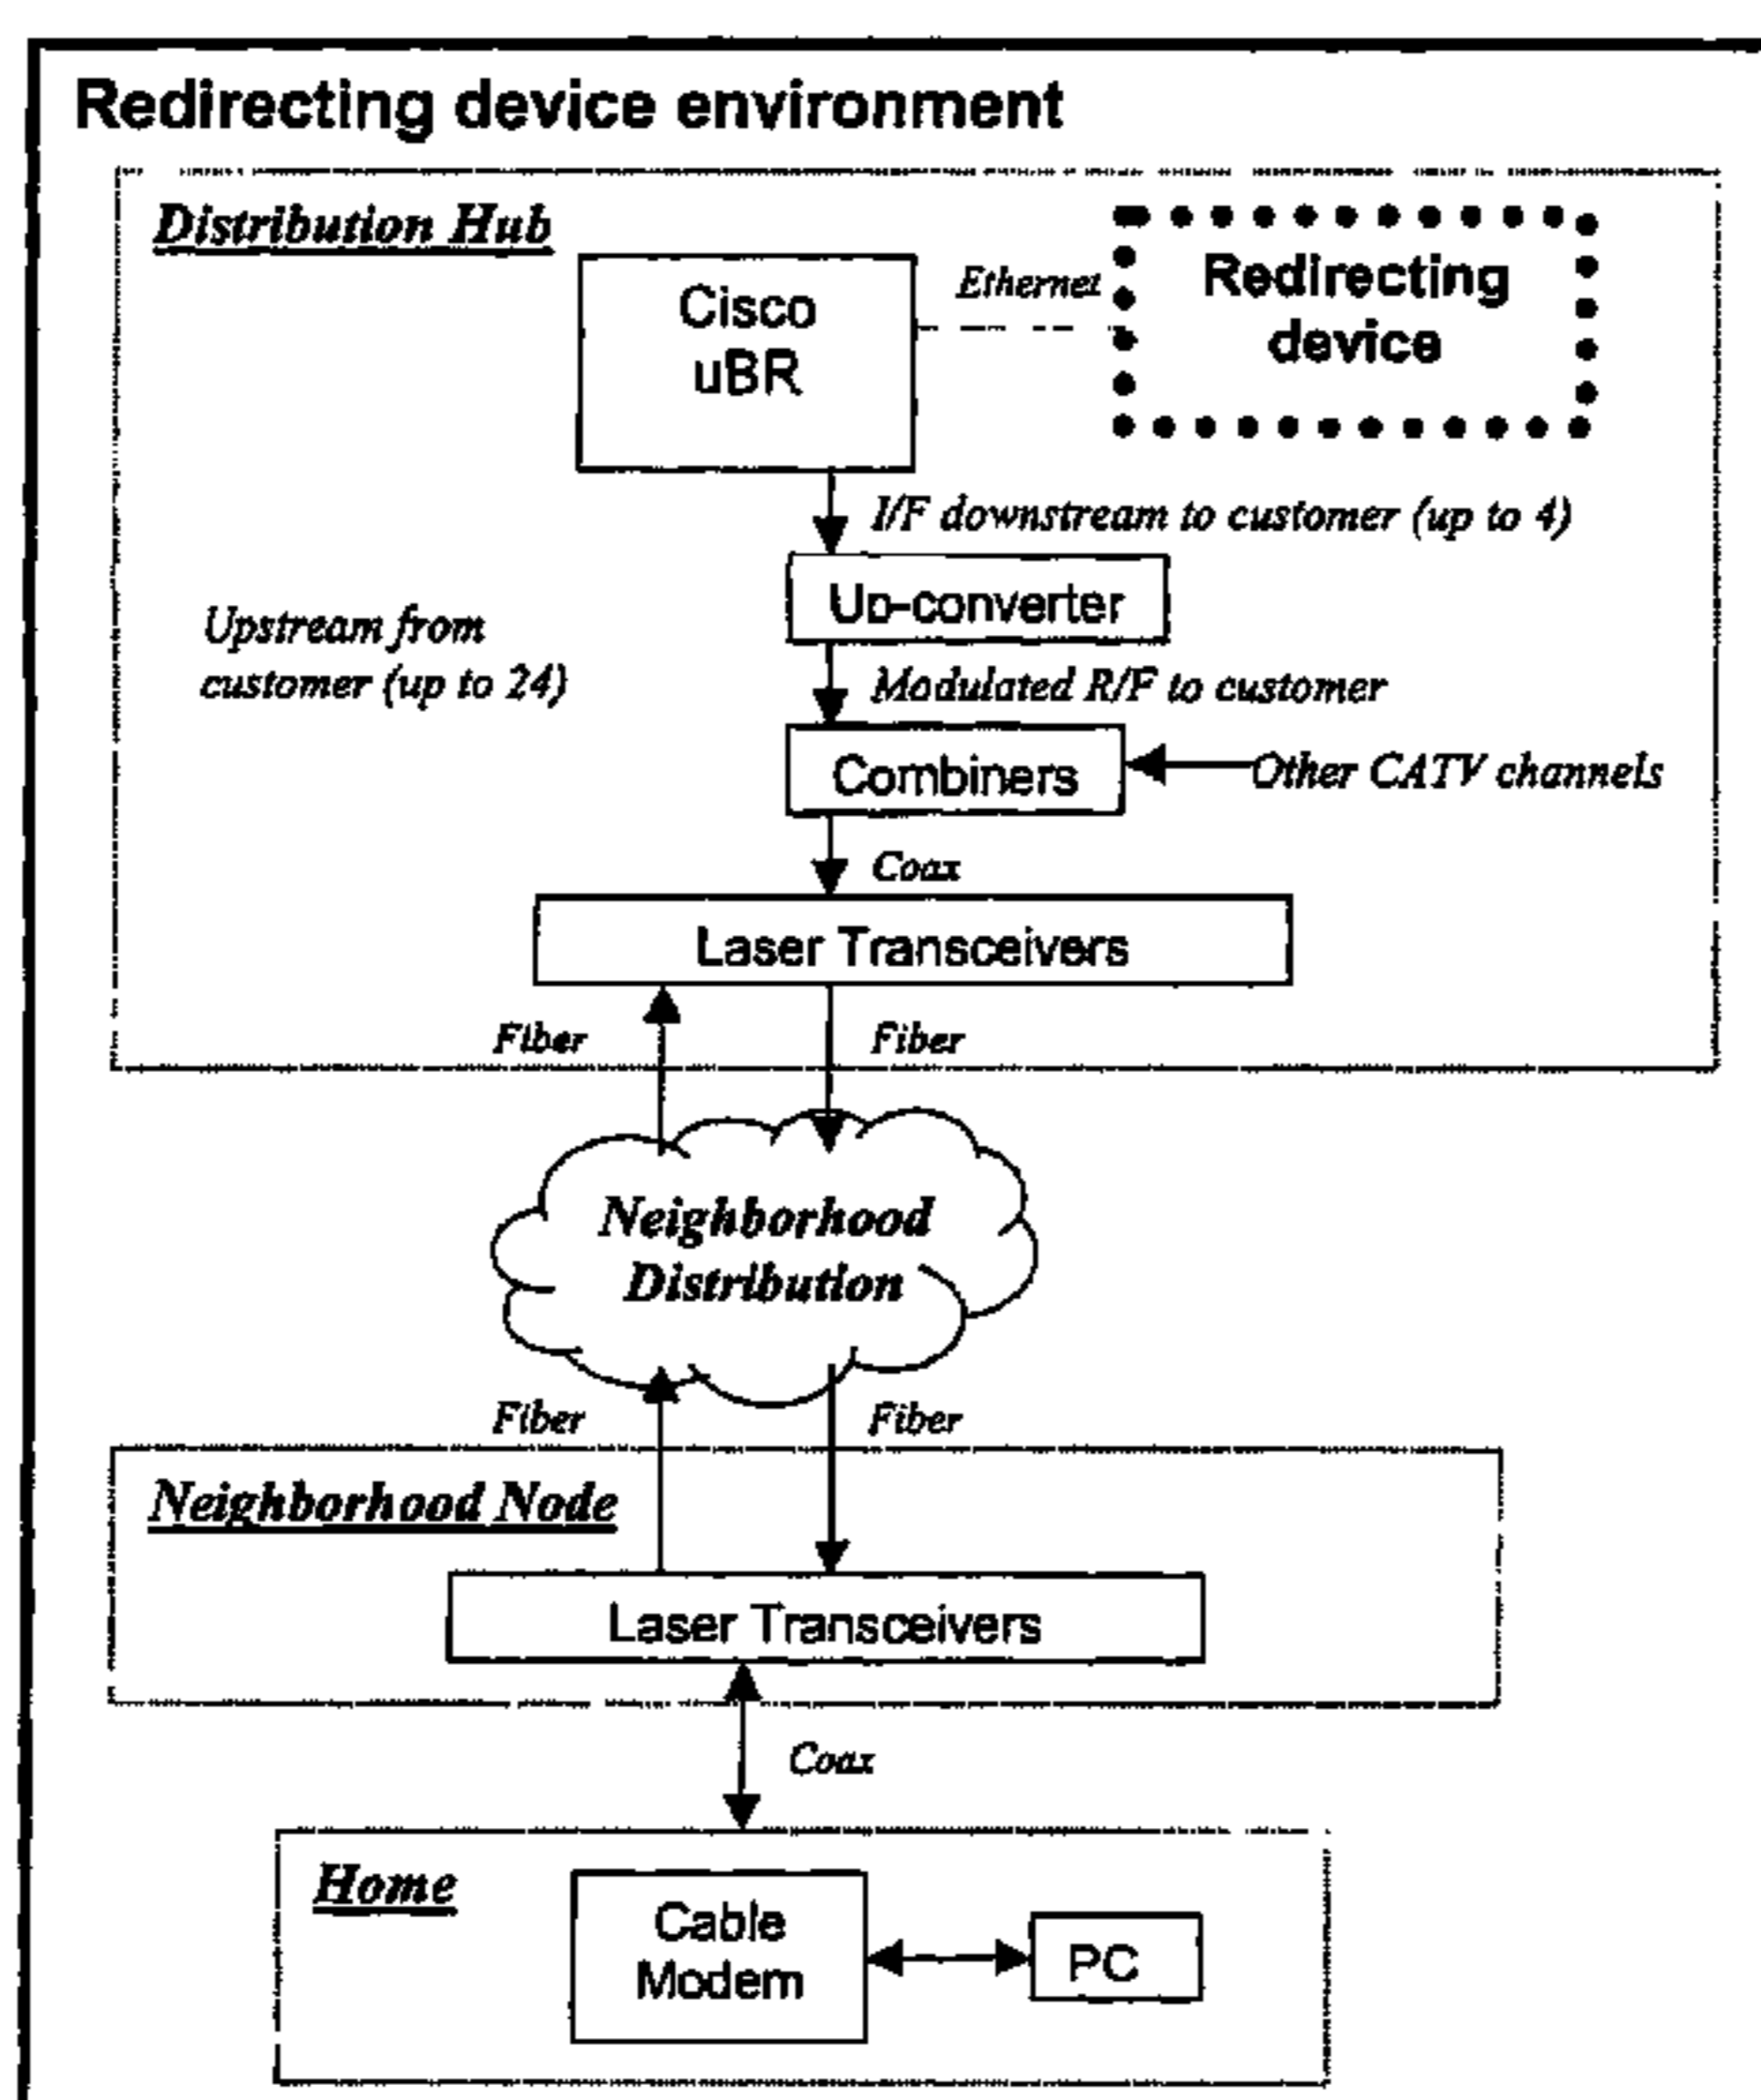 Redirecting device environment
Distribution Hub
Cisco
uBR
Ethernet
Redirecting
device
I/F downstream to customer (up to 4)
Up-converter
Upstream from
customer (up to 24)
Modulated R/F to customer
Combiners
Other CATV channels
Coax
Laser Transceivers
Fiber
Fiber
Neighborhood
Distribution
Fiber
Fiber
Neighborhood Node
Laser Transceivers
Coax
Home
Cable
Modem
PC